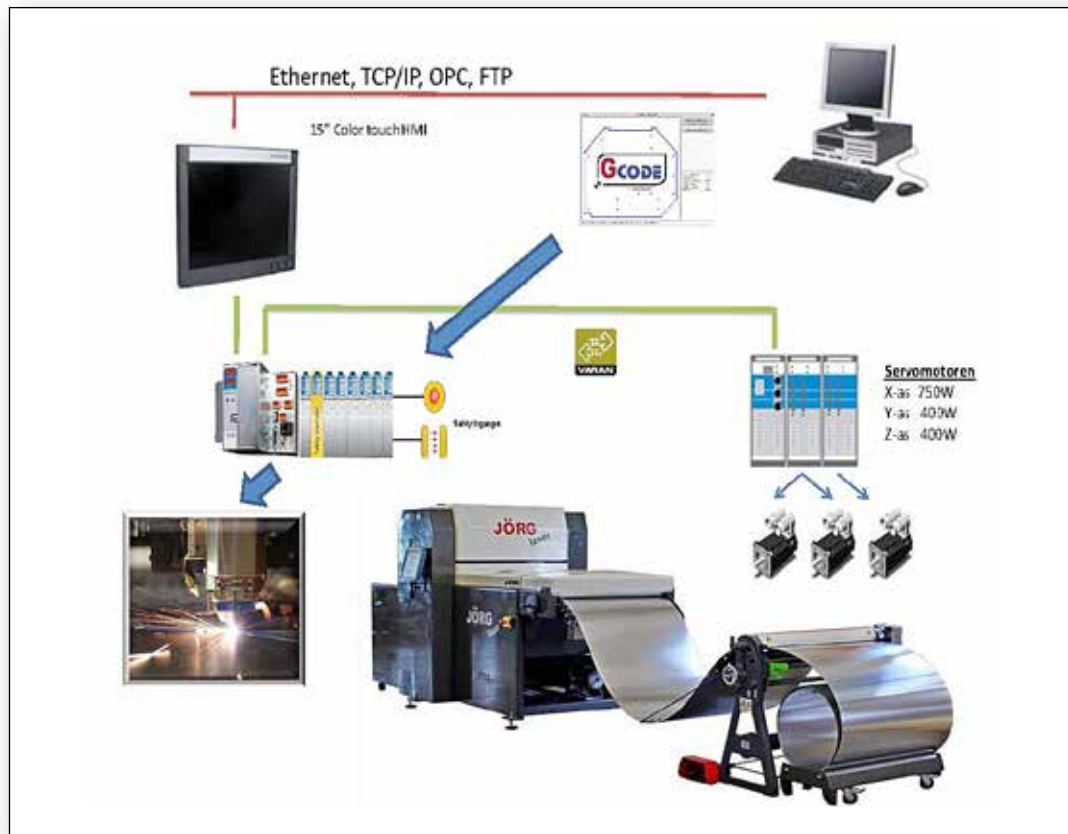 Ethernet, TCP/IP, OPC, FTP
15" Color touch HMI
GCODE
VARAN
Servomotoren
X-as 750W
Y-as 400W
Z-as 400W
JÖRG
JÖRG